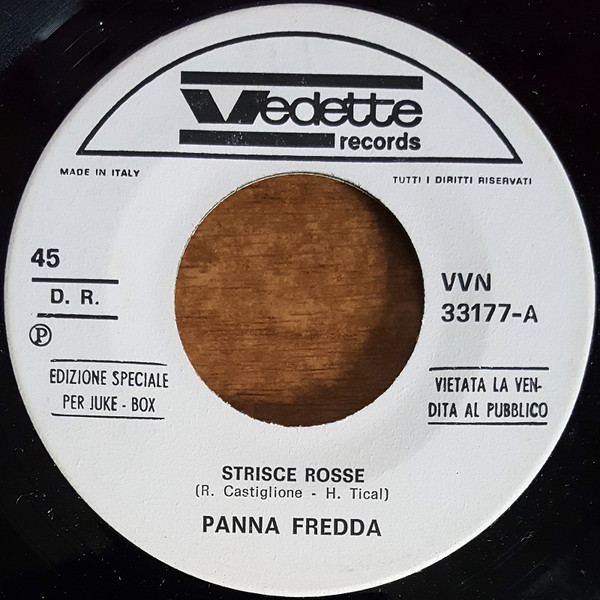 Vedette
records
MADE IN ITALY
TUTTI I DIRITTI RISERVATI
45
D. R.
Ⓟ
VVN
33177-A
EDIZIONE SPECIALE
PER JUKE - BOX
VIETATA LA VEN-
DITA AL PUBBLICO
STRISCE ROSSE
(R. Castiglione - H. Tical)
PANNA FREDDA